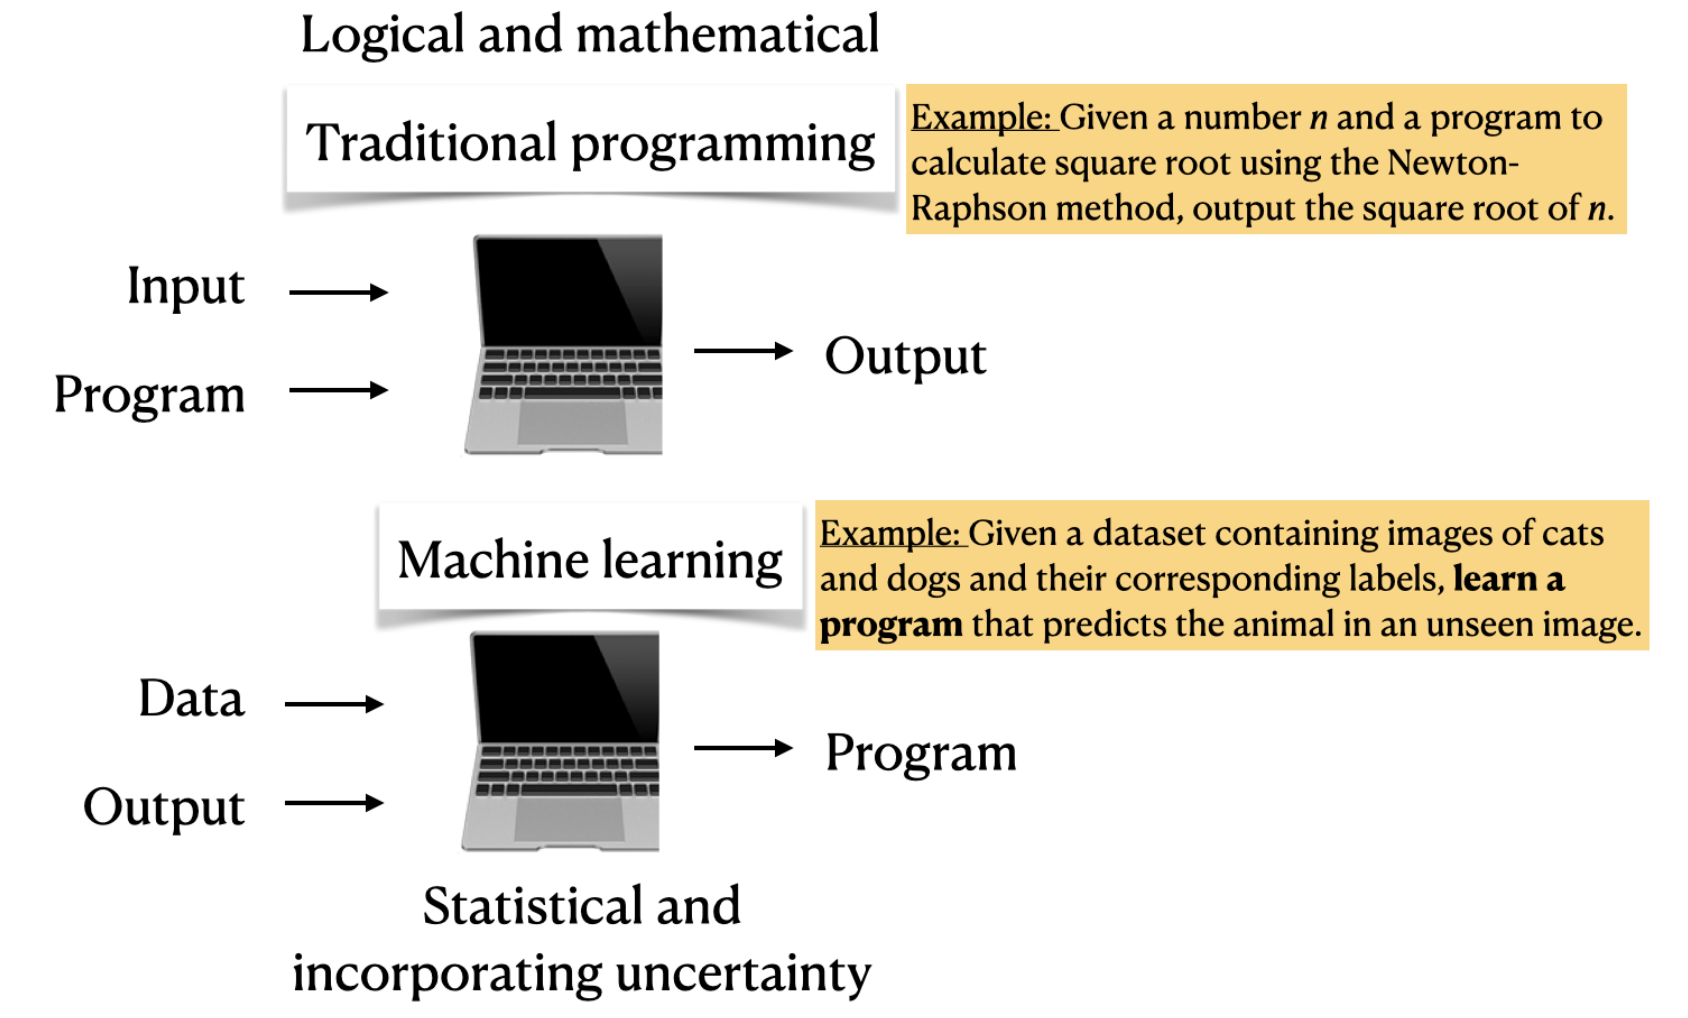 Logical and mathematical
Traditional programming
Example: Given a number n and a program to
calculate square root using the Newton-
Raphson method, output the square root of n.
Input
Program
Output
Machine learning
Example: Given a dataset containing images of cats
and dogs and their corresponding labels, learn a
program that predicts the animal in an unseen image.
Data
Output
Program
Statistical and
incorporating uncertainty